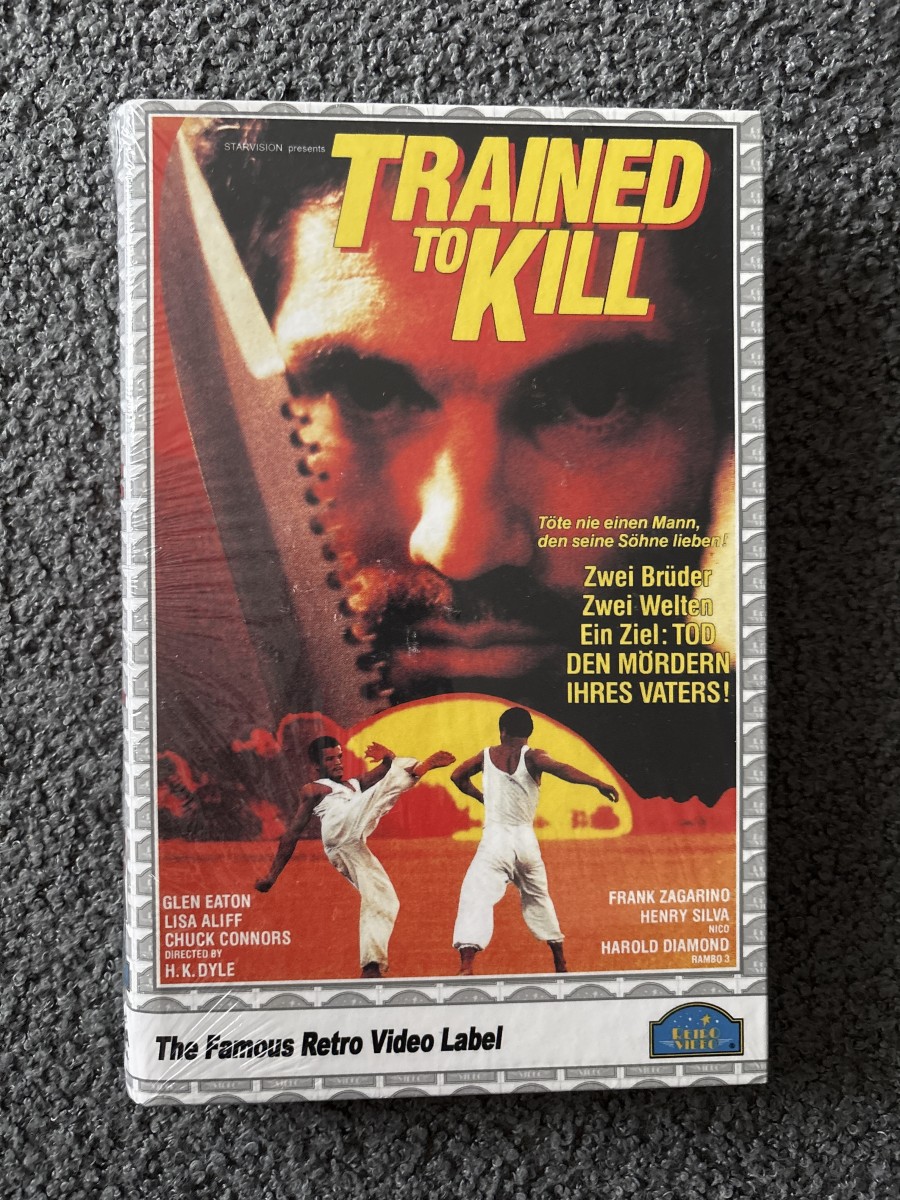 STARVISION presents
TRAINED
TO KILL
Töte nie einen Mann,
den seine Söhne lieben!
Zwei Brüder
Zwei Welten
Ein Ziel: TOD
DEN MÖRDERN
IHRES VATERS!
GLEN EATON
LISA ALIFF
CHUCK CONNORS
DIRECTED BY
H. K. DYLE
FRANK ZAGARINO
HENRY SILVA
NICO
HAROLD DIAMOND
RAMBO 3
The Famous Retro Video Label
RETRO
VIDEO